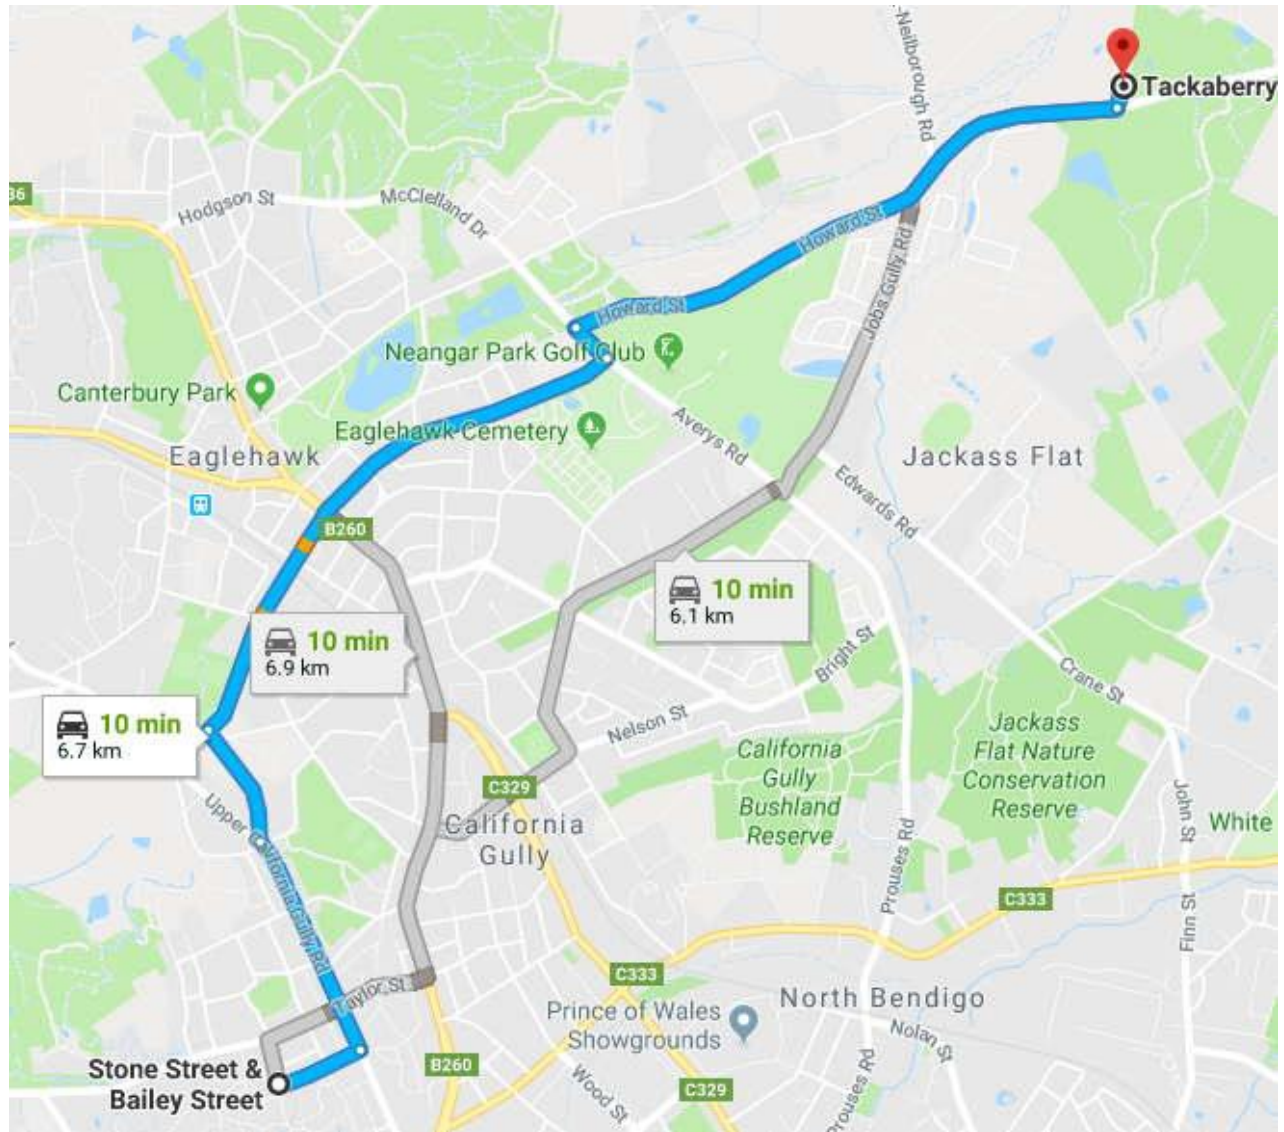 -Neilborough Rd
Tackaberry
36
Hodgson St
McClelland Dr
Howard St
Howard St
Jobs Gully Rd
Neangar Park Golf Club
Canterbury Park
Averys Rd
Eaglehawk Cemetery
Eaglehawk
Jackass Flat
Edwards Rd
B260
10 min
6.1 km
10 min
6.9 km
Bright St
Crane St
10 min
6.7 km
Nelson St
Jackass
Flat Nature
Conservation
Reserve
California
Gully
Bushland
Reserve
C329
John St
Upper California Gully Rd
California
Gully
White
Prouses Rd
C333
Finn St
C333
Taylor St
North Bendigo
Prince of Wales
Showgrounds
Nolan St
Stone Street &
Bailey Street
B260
Wood St
C329
Prouses Rd